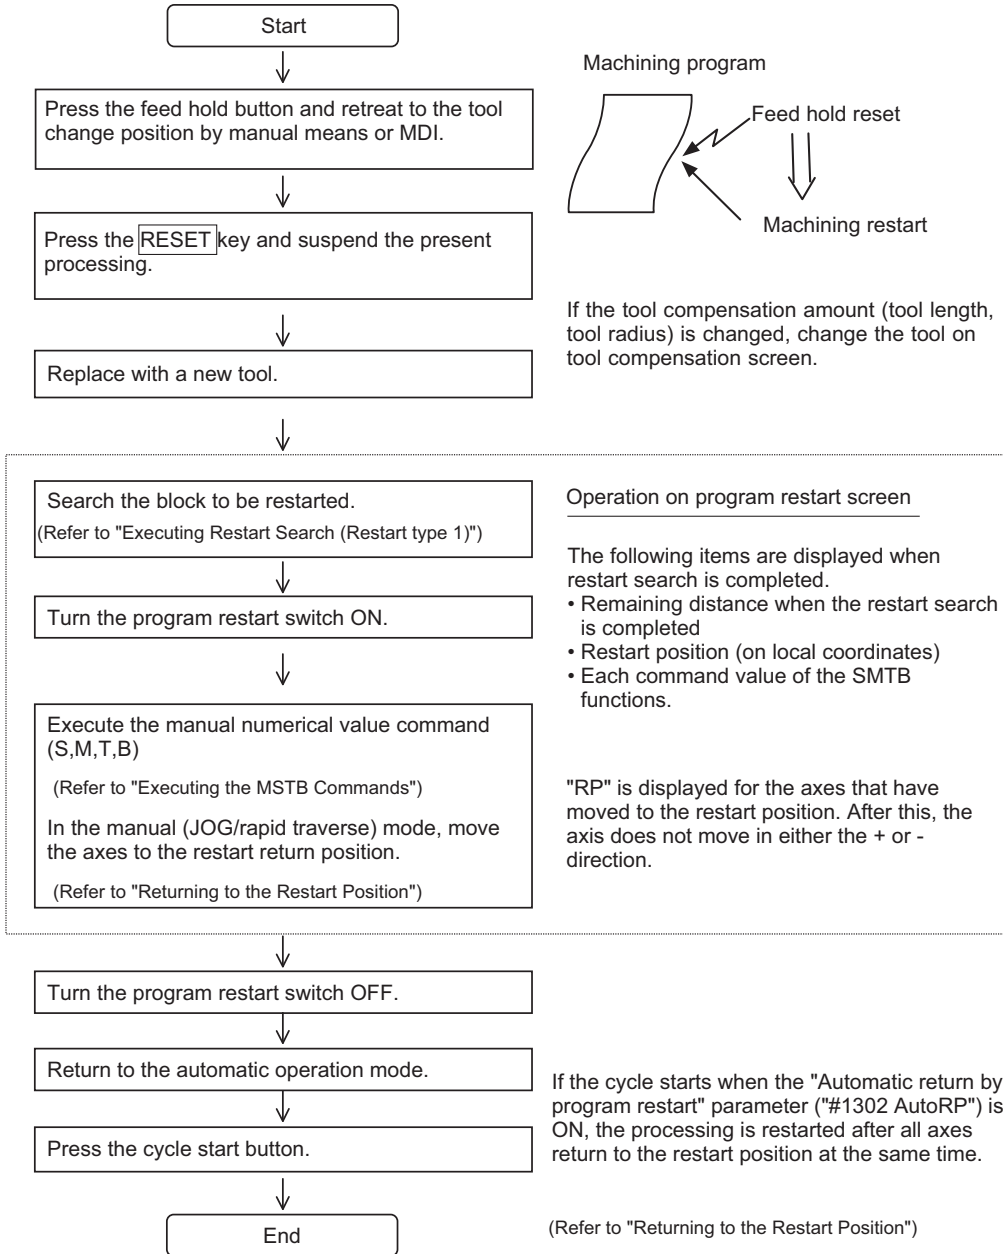 Start
Machining program
Press the feed hold button and retreat to the tool
change position by manual means or MDI.
Feed hold reset
Machining restart
Press the RESET key and suspend the present
processing.
If the tool compensation amount (tool length,
tool radius) is changed, change the tool on
tool compensation screen.
Replace with a new tool.
Search the block to be restarted.
(Refer to "Executing Restart Search (Restart type 1)")
Operation on program restart screen
The following items are displayed when
restart search is completed.
• Remaining distance when the restart search
is completed
• Restart position (on local coordinates)
• Each command value of the SMTB
functions.
Turn the program restart switch ON.
Execute the manual numerical value command
(S,M,T,B)
(Refer to "Executing the MSTB Commands")
In the manual (JOG/rapid traverse) mode, move
the axes to the restart return position.
(Refer to "Returning to the Restart Position")
"RP" is displayed for the axes that have
moved to the restart position. After this, the
axis does not move in either the + or -
direction.
Turn the program restart switch OFF.
Return to the automatic operation mode.
Press the cycle start button.
If the cycle starts when the "Automatic return by
program restart" parameter ("#1302 AutoRP") is
ON, the processing is restarted after all axes
return to the restart position at the same time.
End
(Refer to "Returning to the Restart Position")